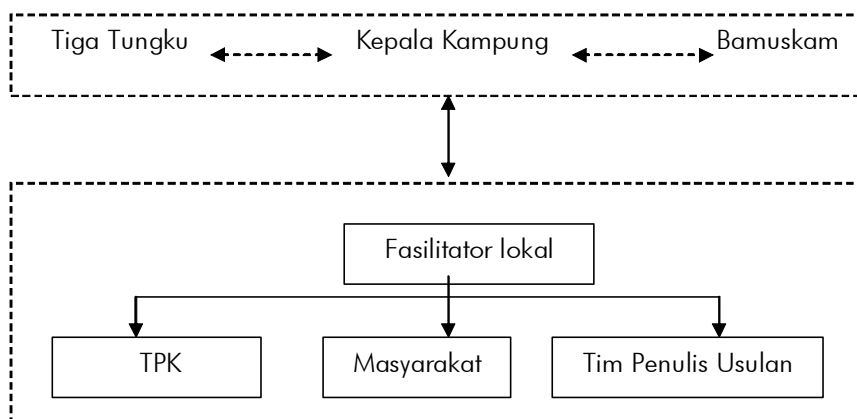 Tiga Tungku Kepala Kampung Bamuskam
Fasilitator lokal
TPK Masyarakat Tim Penulis Usulan